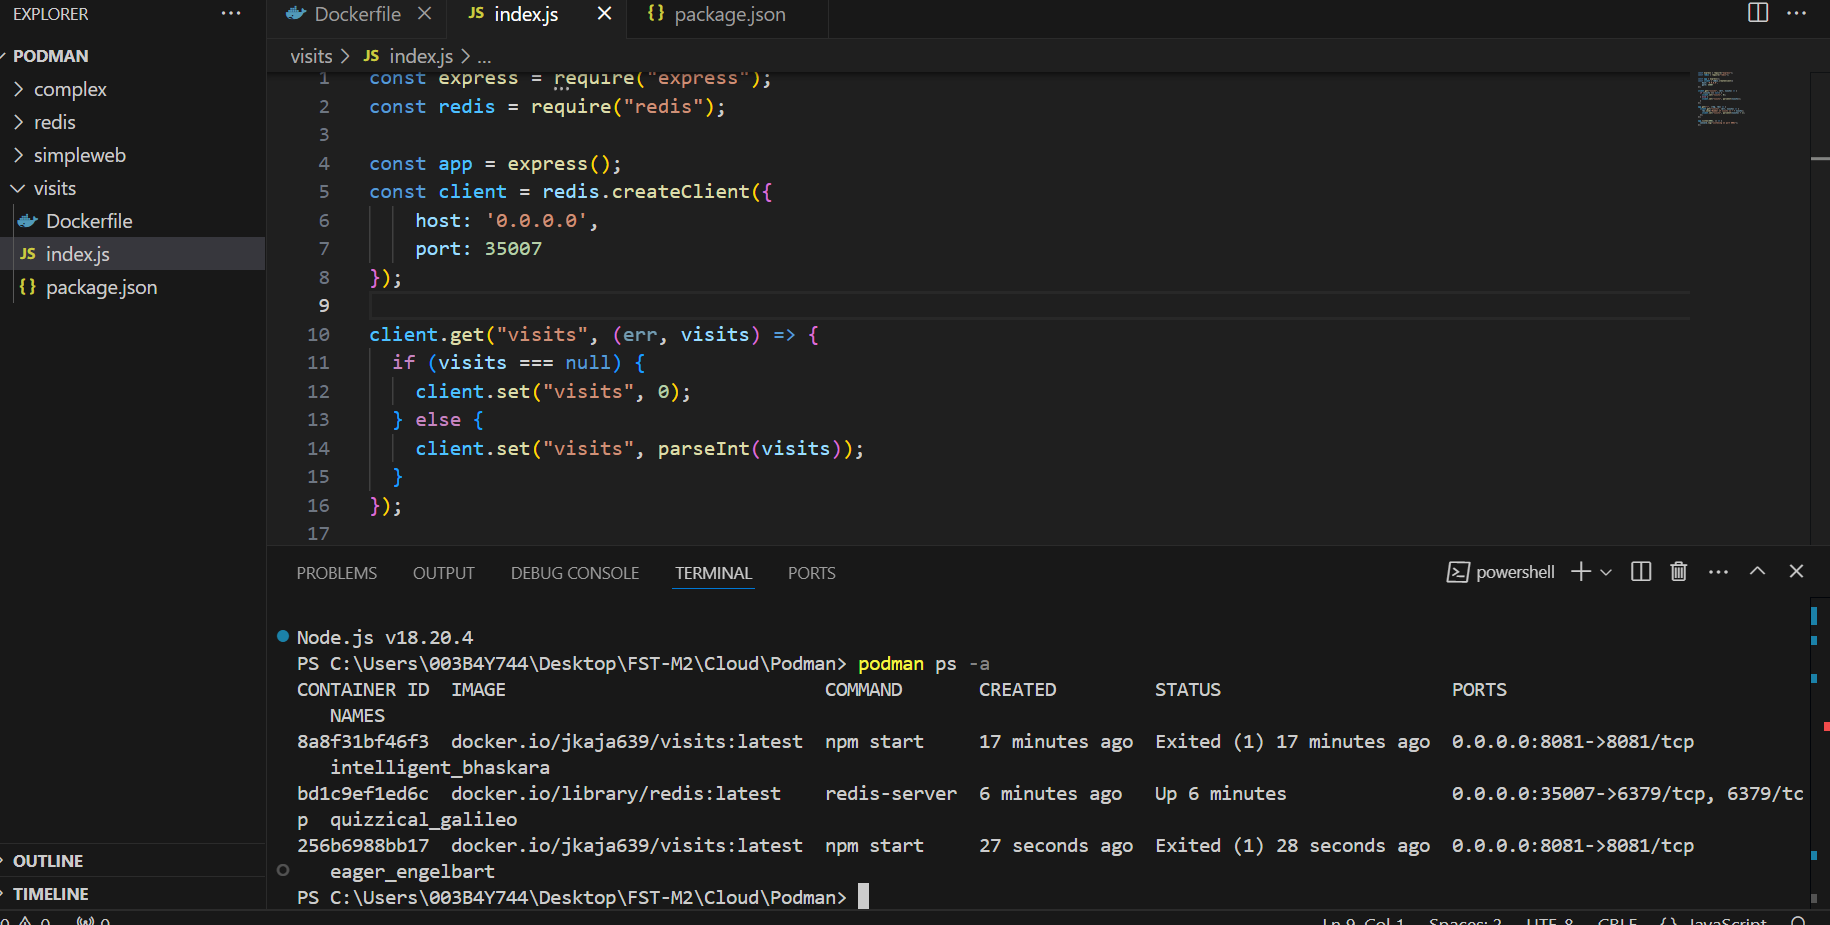 EXPLORER
PODMAN
complex
redis
simpleweb
visits
Dockerfile
JS index.js
{} package.json
OUTLINE
TIMELINE
Dockerfile
JS index.js
{} package.json
visits > JS index.js > ...
1 const express = require("express");
2 const redis = require("redis");
3
4 const app = express();
5 const client = redis.createClient({
6 host: '0.0.0.0',
7 port: 35007
8 });
9
10 client.get("visits", (err, visits) => {
11 if (visits === null) {
12 client.set("visits", 0);
13 } else {
14 client.set("visits", parseInt(visits));
15 }
16 });
17
PROBLEMS OUTPUT DEBUG CONSOLE TERMINAL PORTS
powershell
Node.js v18.20.4
PS C:\Users\003B4Y744\Desktop\FST-M2\Cloud\Podman> podman ps -a
CONTAINER ID IMAGE COMMAND CREATED STATUS PORTS
NAMES
8a8f31bf46f3 docker.io/jkaja639/visits:latest npm start 17 minutes ago Exited (1) 17 minutes ago 0.0.0.0:8081->8081/tcp
intelligent_bhaskara
bd1c9ef1ed6c docker.io/library/redis:latest redis-server 6 minutes ago Up 6 minutes 0.0.0.0:35007->6379/tcp, 6379/tc
p quizzical_galileo
256b6988bb17 docker.io/jkaja639/visits:latest npm start 27 seconds ago Exited (1) 28 seconds ago 0.0.0.0:8081->8081/tcp
eager_engelbart
PS C:\Users\003B4Y744\Desktop\FST-M2\Cloud\Podman>
0 0 0
Ln 9, Col 1 Spaces: 2 UTF-8 CRLF {} JavaScript